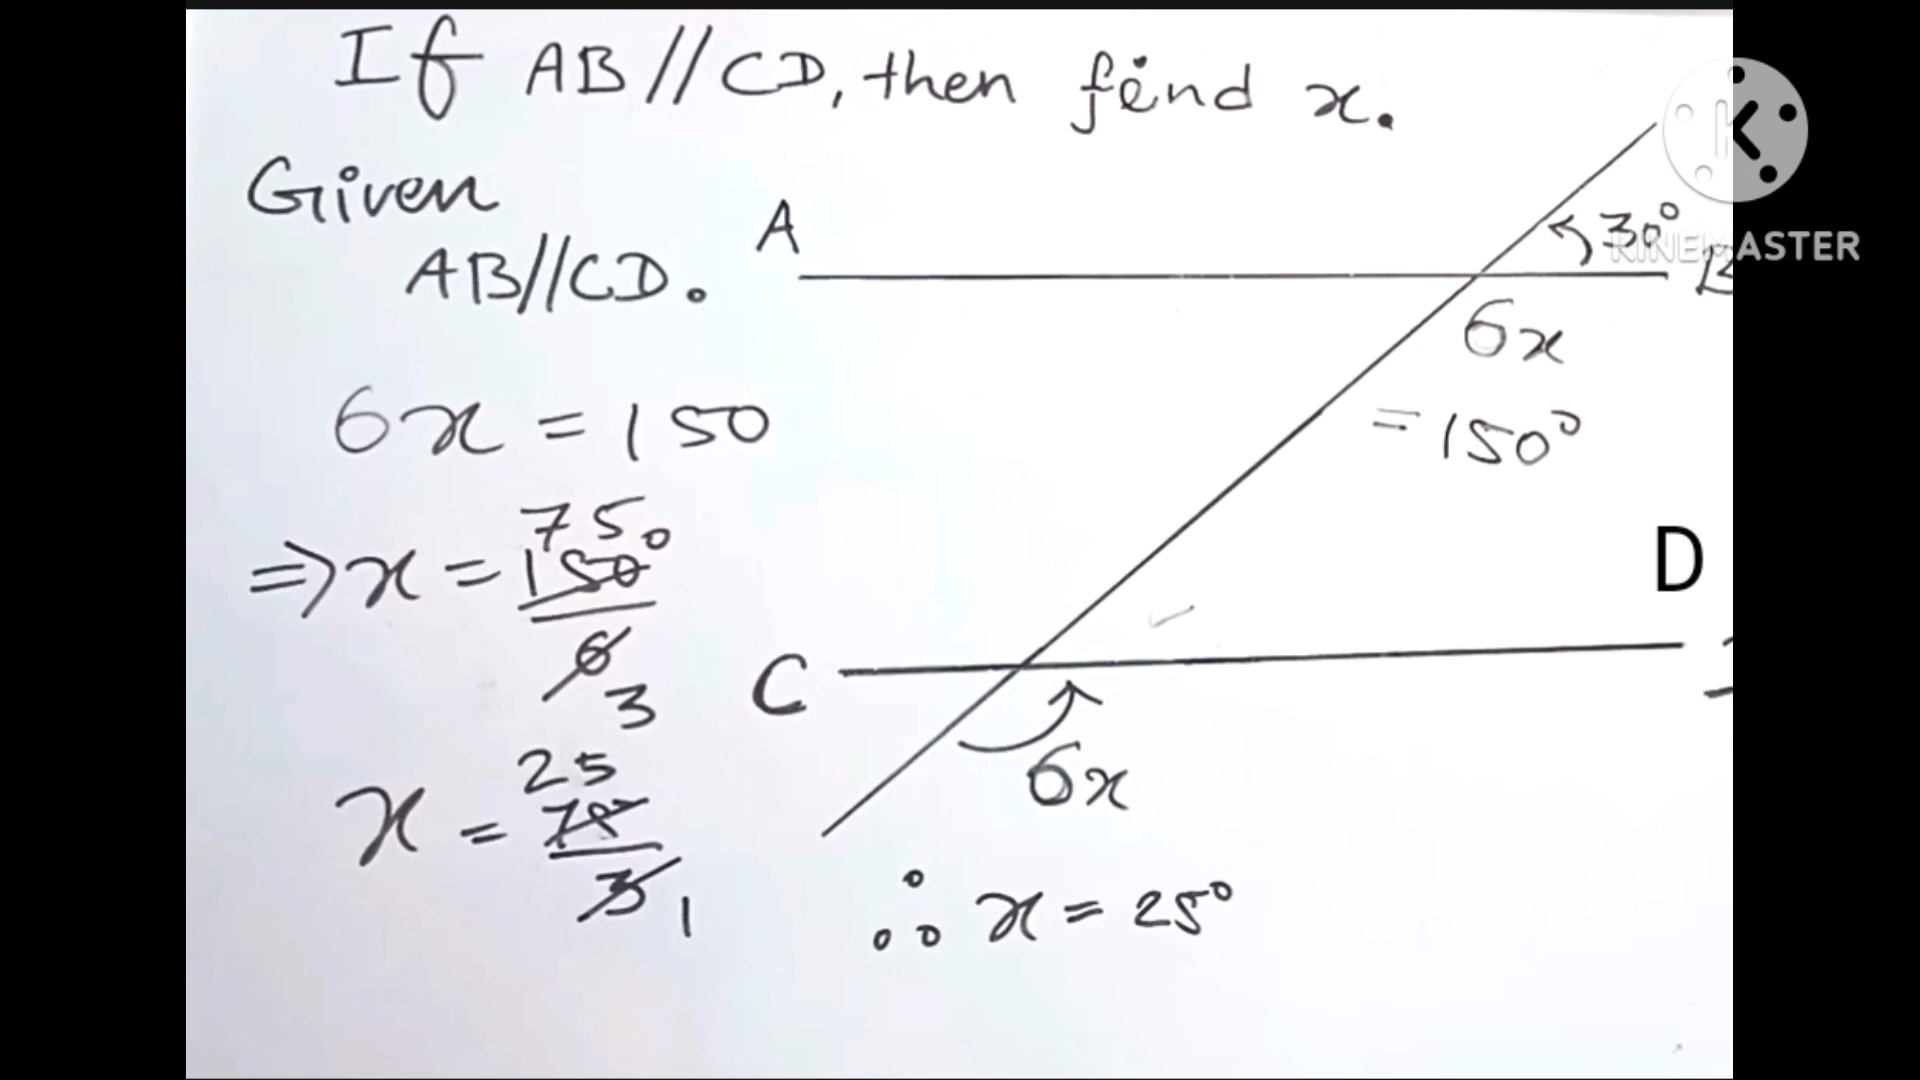 If AB//CD, then find x.
Given
AB//CD.
A
30°
KINEMASTER
K
6x
= 150°
6x = 150
75
⇒x = 150°
6
3
D
C
6x
25
x = 75
3 1
∴ x = 25°